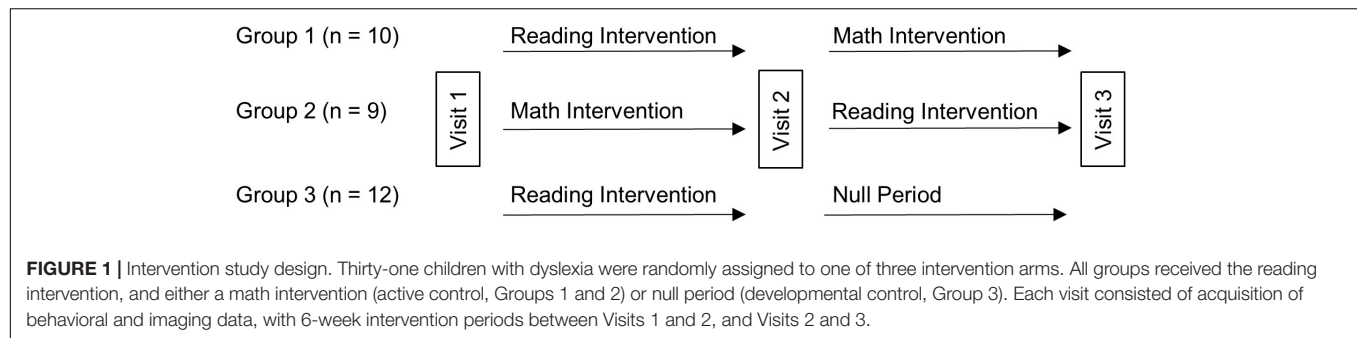 Group 1 (n = 10) Reading Intervention Math Intervention
Visit 1 Visit 2 Visit 3
Group 2 (n = 9) Math Intervention Reading Intervention
Group 3 (n = 12) Reading Intervention Null Period
FIGURE 1 | Intervention study design. Thirty-one children with dyslexia were randomly assigned to one of three intervention arms. All groups received the reading
intervention, and either a math intervention (active control, Groups 1 and 2) or null period (developmental control, Group 3). Each visit consisted of acquisition of
behavioral and imaging data, with 6-week intervention periods between Visits 1 and 2, and Visits 2 and 3.